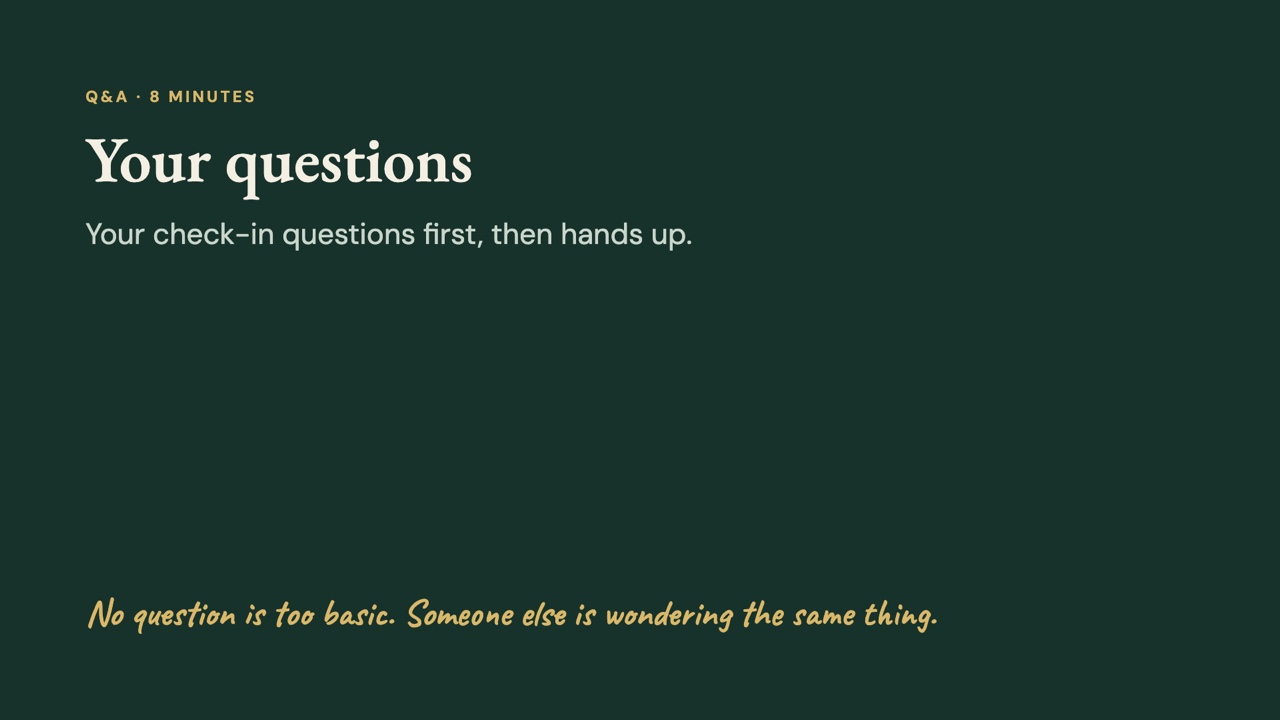 Q&A · 8 MINUTES
Your questions
Your check-in questions first, then hands up.
No question is too basic. Someone else is wondering the same thing.